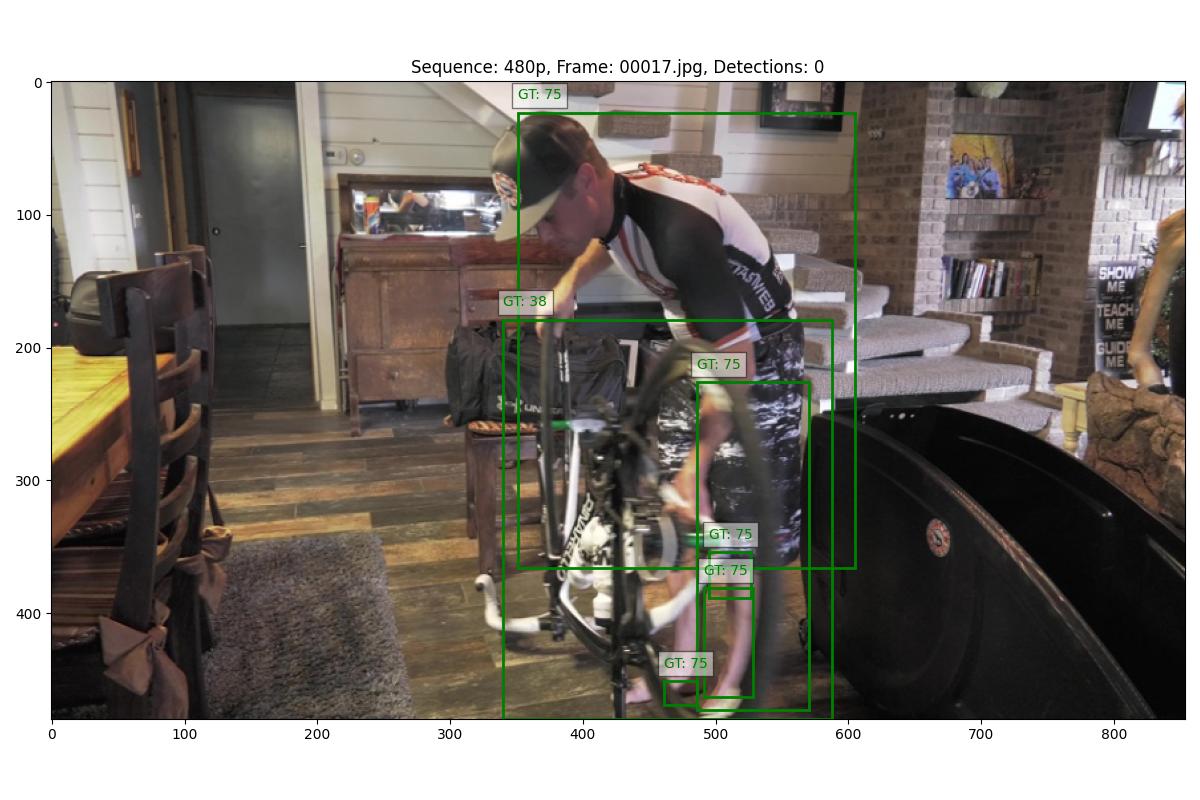 Sequence: 480p, Frame: 00017.jpg, Detections: 0
GT: 75
GT: 38
GT: 75
GT: 75
GT: 75
GT: 75
SHOW
ME
TEACH
ME
GUIDE
ME
0
100
200
300
400
0
100
200
300
400
500
600
700
800